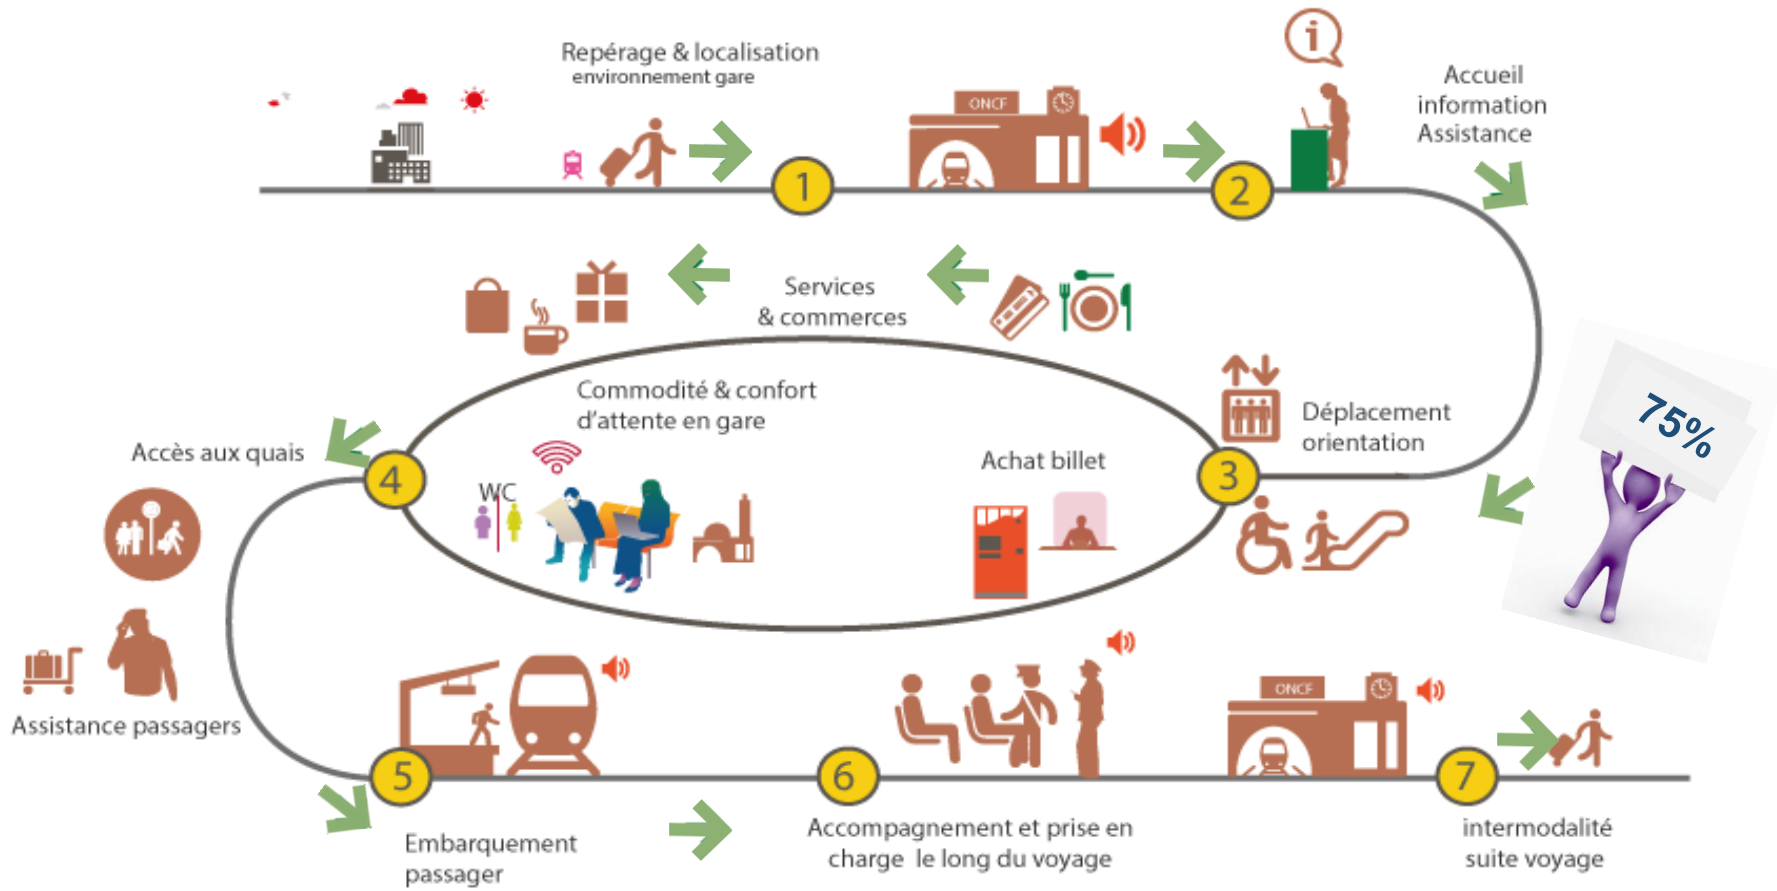 Repérage & localisation
environnement gare
1
ONCF
2
i
Accueil
information
Assistance
Services
& commerces
Commodité & confort
d'attente en gare
WC
Achat billet
3
Déplacement
orientation
75%
Accès aux quais
4
Assistance passagers
5
Embarquement
passager
6
Accompagnement et prise en
charge le long du voyage
ONCF
7
intermodalité
suite voyage